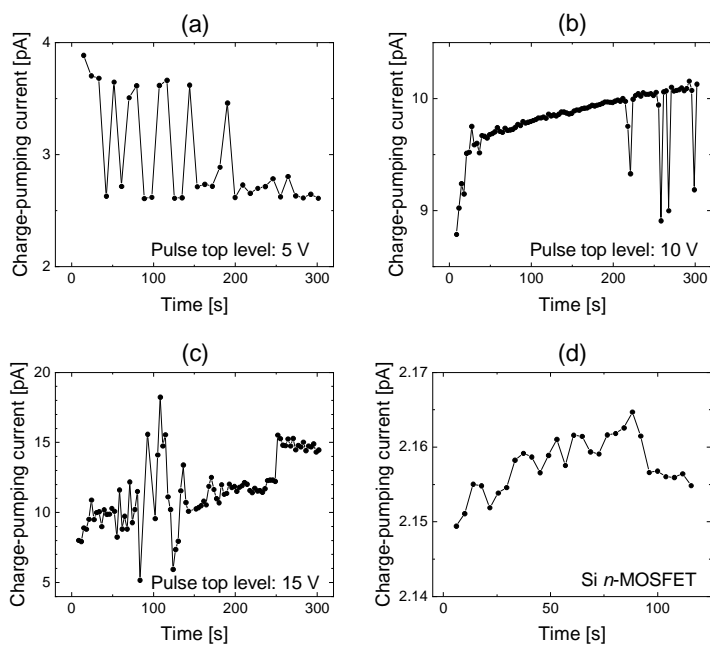 (a)
Charge-pumping current [pA]
4
3
2
0
100
200
300
Time [s]
Pulse top level: 5 V
(b)
Charge-pumping current [pA]
10
9
0
100
200
300
Time [s]
Pulse top level: 10 V
(c)
Charge-pumping current [pA]
20
15
10
5
0
100
200
300
Time [s]
Pulse top level: 15 V
(d)
Charge-pumping current [pA]
2.17
2.16
2.15
2.14
0
50
100
Time [s]
Si n-MOSFET